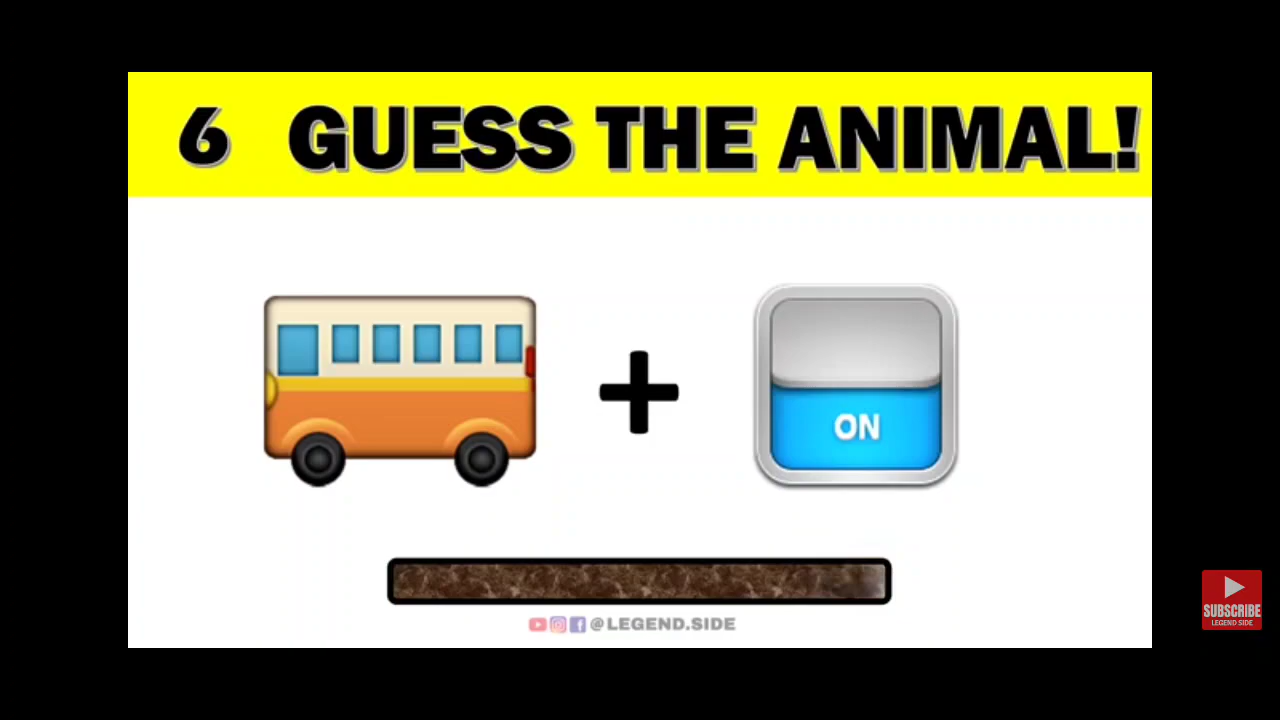 6 GUESS THE ANIMAL!
ON
@LEGEND.SIDE
SUBSCRIBE
LEGEND SIDE